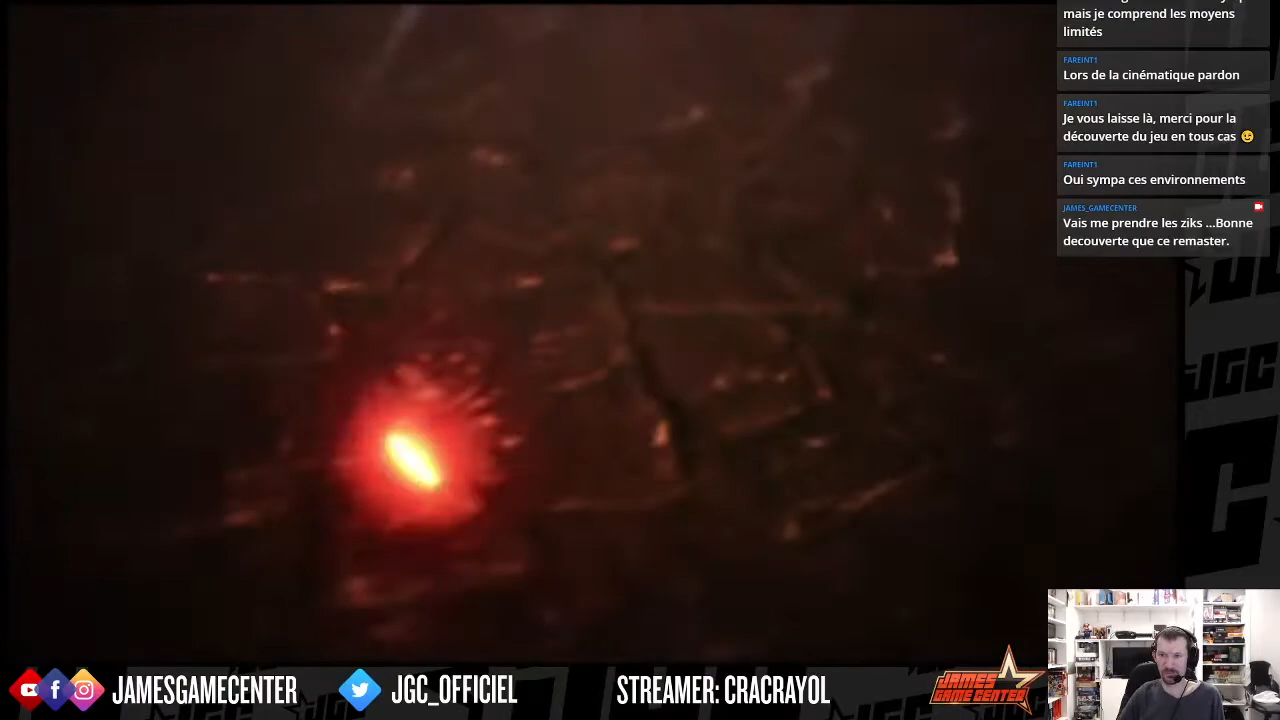 mais je comprend les moyens
limités
FAREINT1
Lors de la cinématique pardon
FAREINT1
Je vous laisse là, merci pour la
découverte du jeu en tous cas 😉
FAREINT1
Oui sympa ces environnements
JAMES_GAMECENTER
Vais me prendre les ziks ...Bonne
decouverte que ce remaster.
JGC
JGC
JAMESGAMECENTER
JGC_OFFICIEL
STREAMER: CRACRAYOL
JAMES
GAME CENTER